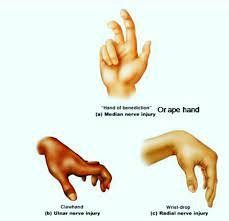 "Hand of benediction" Or ape hand
(a) Median nerve injury
Clawhand
(b) Ulnar nerve injury
Wrist-drop
(c) Radial nerve injury